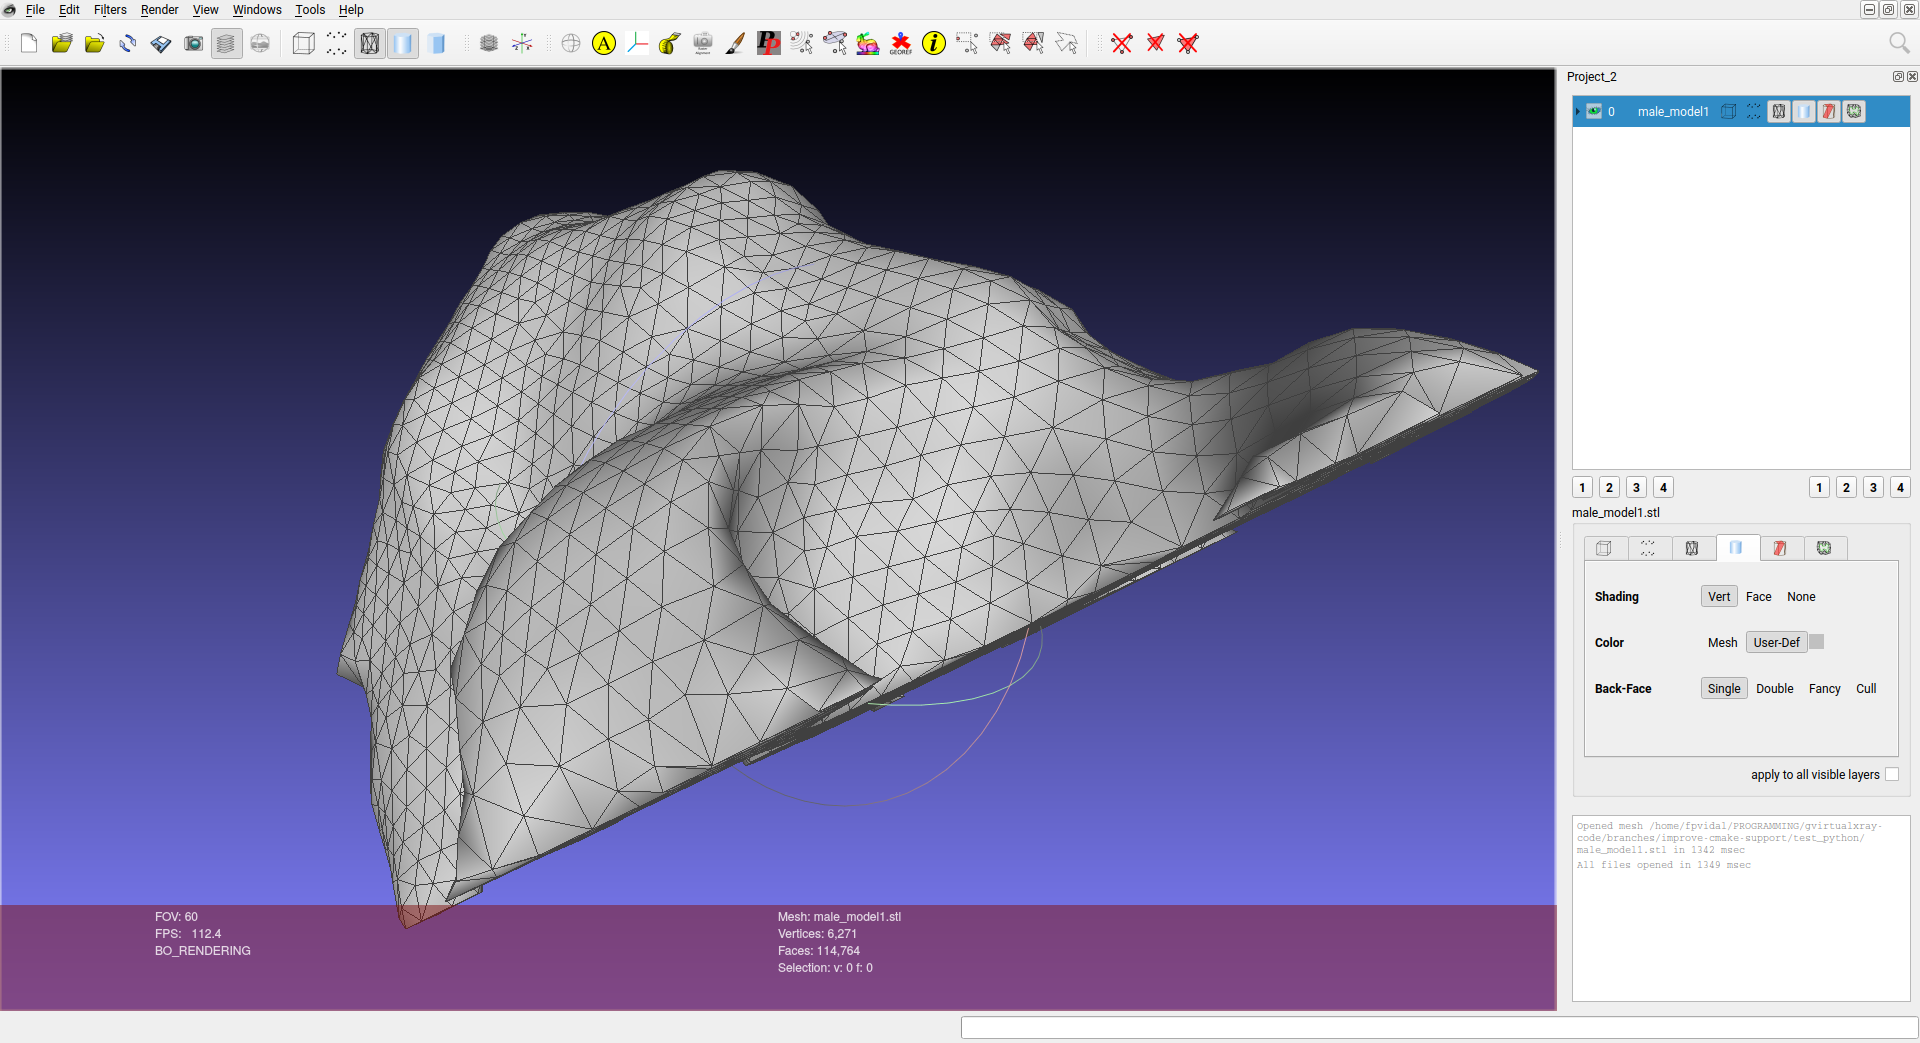 File Edit Filters Render View Windows Tools Help
A
PP
GEOREF
i
Project_2
0 male_model1
1 2 3 4 1 2 3 4
male_model1.stl
Shading Vert Face None
Color Mesh User-Def
Back-Face Single Double Fancy Cull
apply to all visible layers
Opened mesh /home/fpvidal/PROGRAMMING/gvirtualxray-
code/branches/improve-cmake-support/test_python/
male_model1.stl in 1342 msec
All files opened in 1349 msec
FOV: 60
FPS: 112.4
BO_RENDERING
Mesh: male_model1.stl
Vertices: 6,271
Faces: 114,764
Selection: v: 0 f: 0